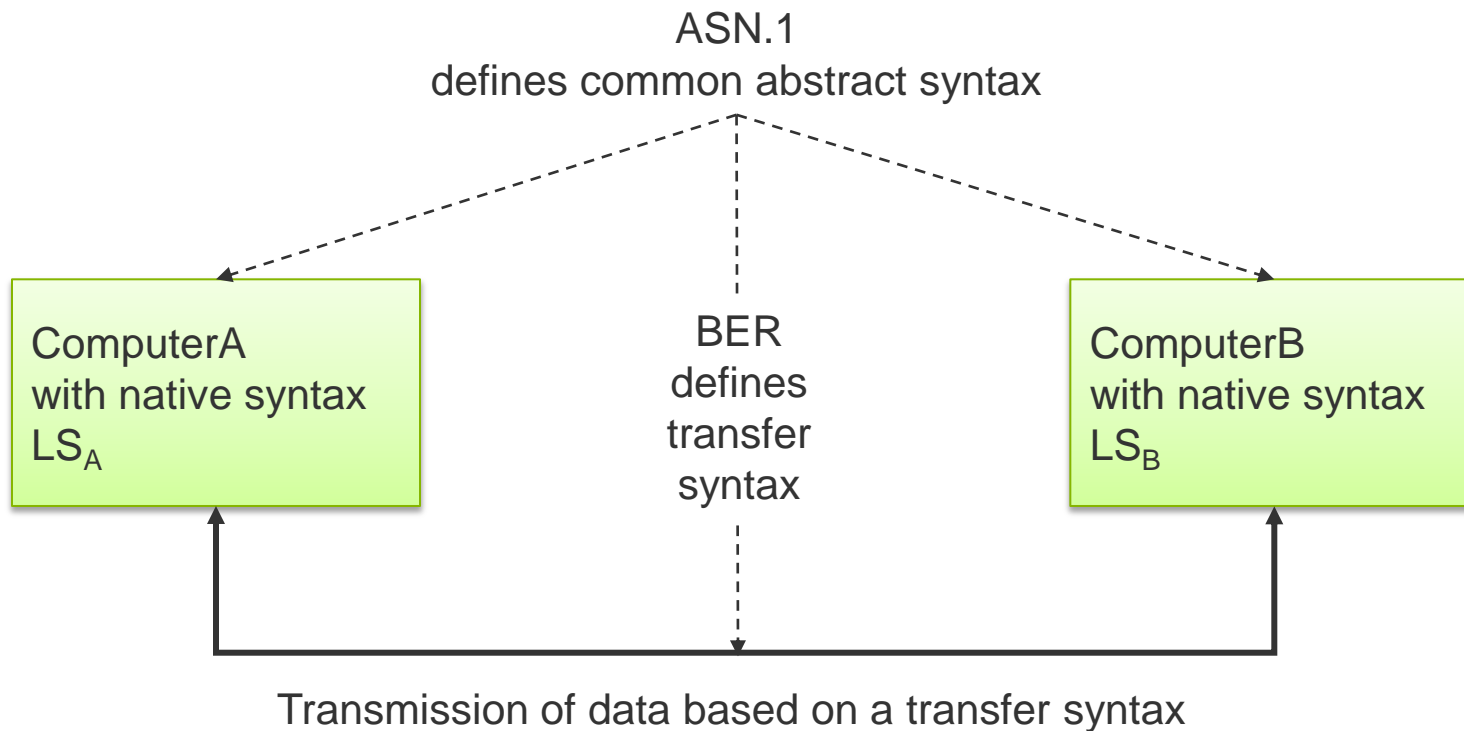 ASN.1
defines common abstract syntax
ComputerA
with native syntax
LSA
BER
defines
transfer
syntax
ComputerB
with native syntax
LSB
Transmission of data based on a transfer syntax